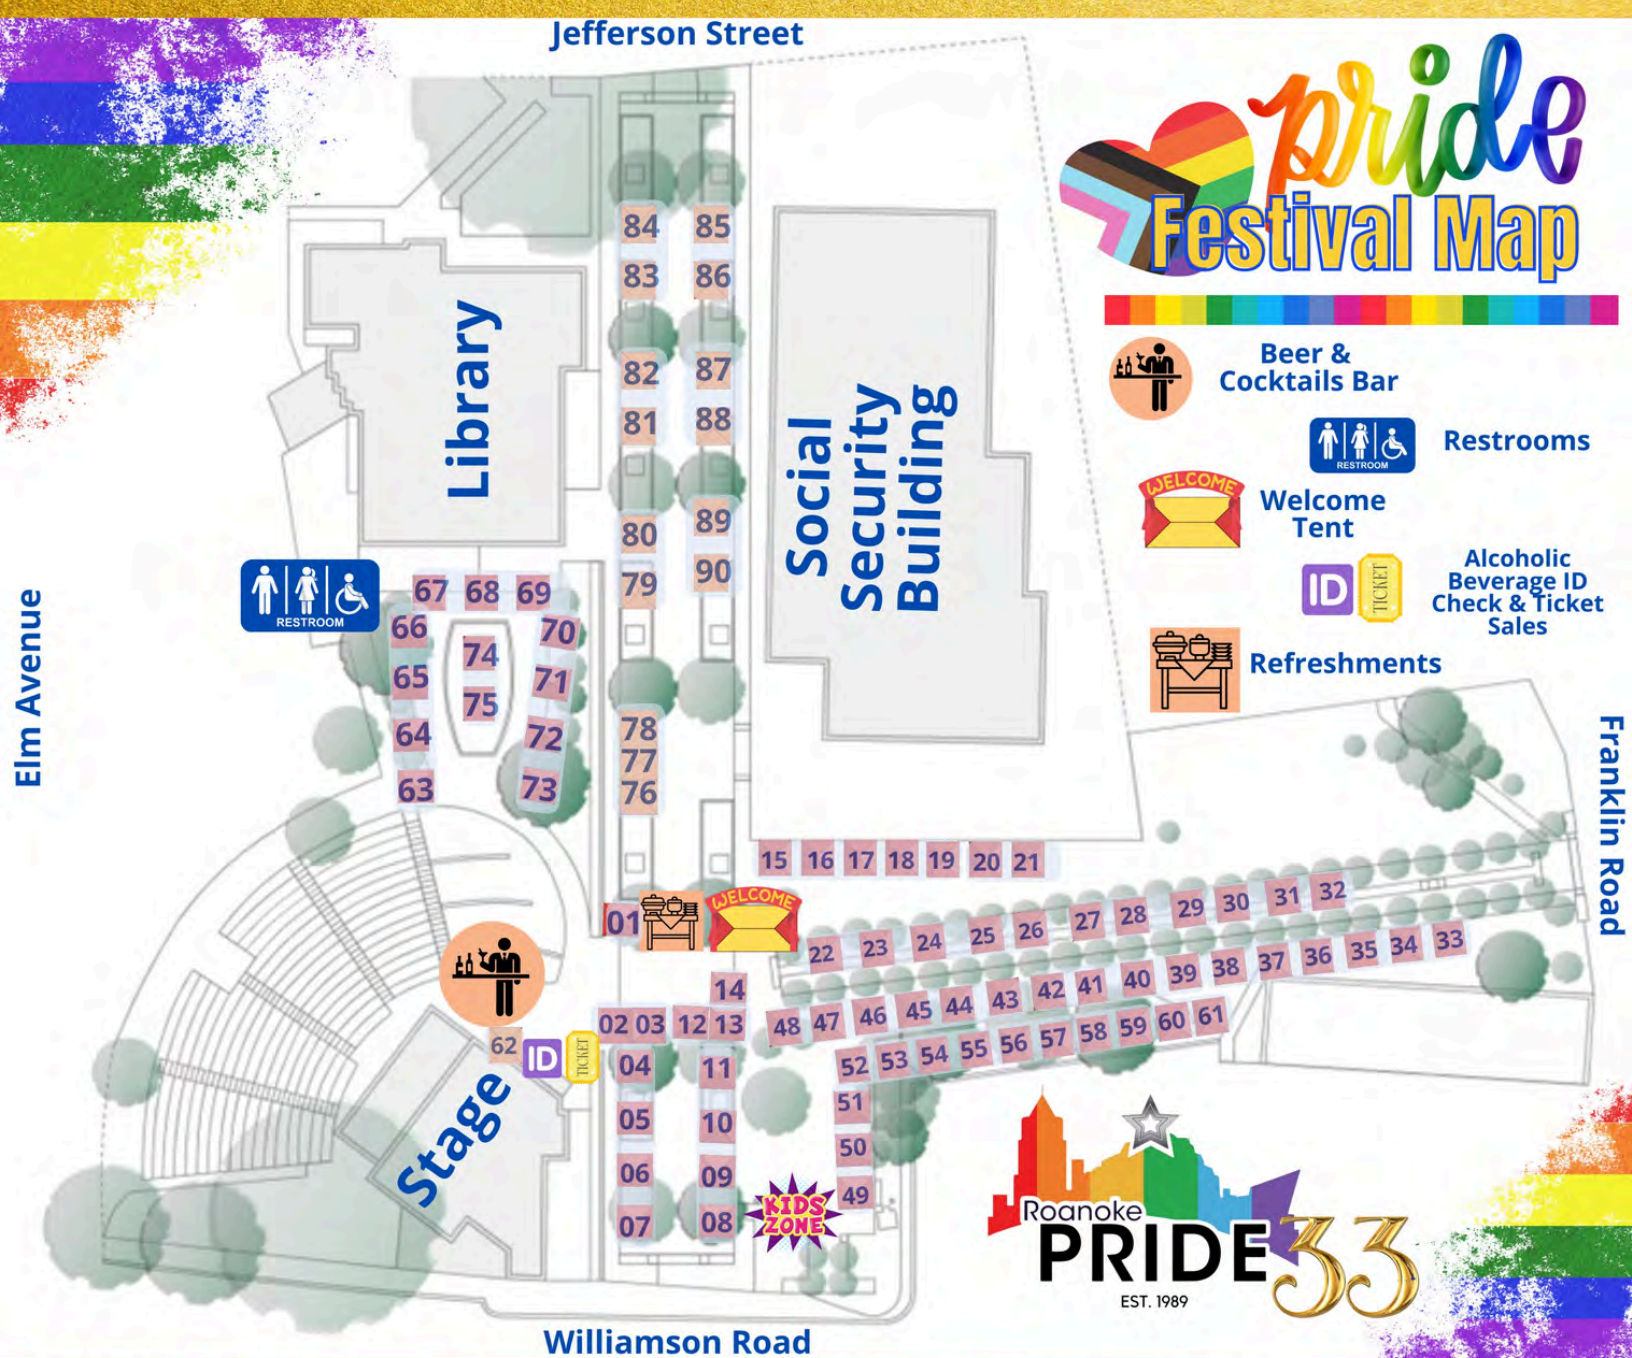 Jefferson Street
pride
Festival Map
Beer &
Cocktails Bar
RESTROOM
Restrooms
WELCOME
Welcome
Tent
ID
TICKET
Alcoholic
Beverage ID
Check & Ticket
Sales
Refreshments
Elm Avenue
Franklin Road
Library
Social
Security
Building
84 85
83 86
82 87
81 88
80 89
79 90
RESTROOM
67 68 69
66 70
74
65 71
75
64 72
63 73
78
77
76
15 16 17 18 19 20 21
01
WELCOME
22 23 24 25 26 27 28 29 30 31 32
14
48 47 46 45 44 43 42 41 40 39 38 37 36 35 34 33
02 03 12 13
52 53 54 55 56 57 58 59 60 61
62
ID
TICKET
Stage
04 11
05 10
06 09
07 08
51
50
49
KIDS
ZONE
Roanoke
PRIDE 33
EST. 1989
Williamson Road